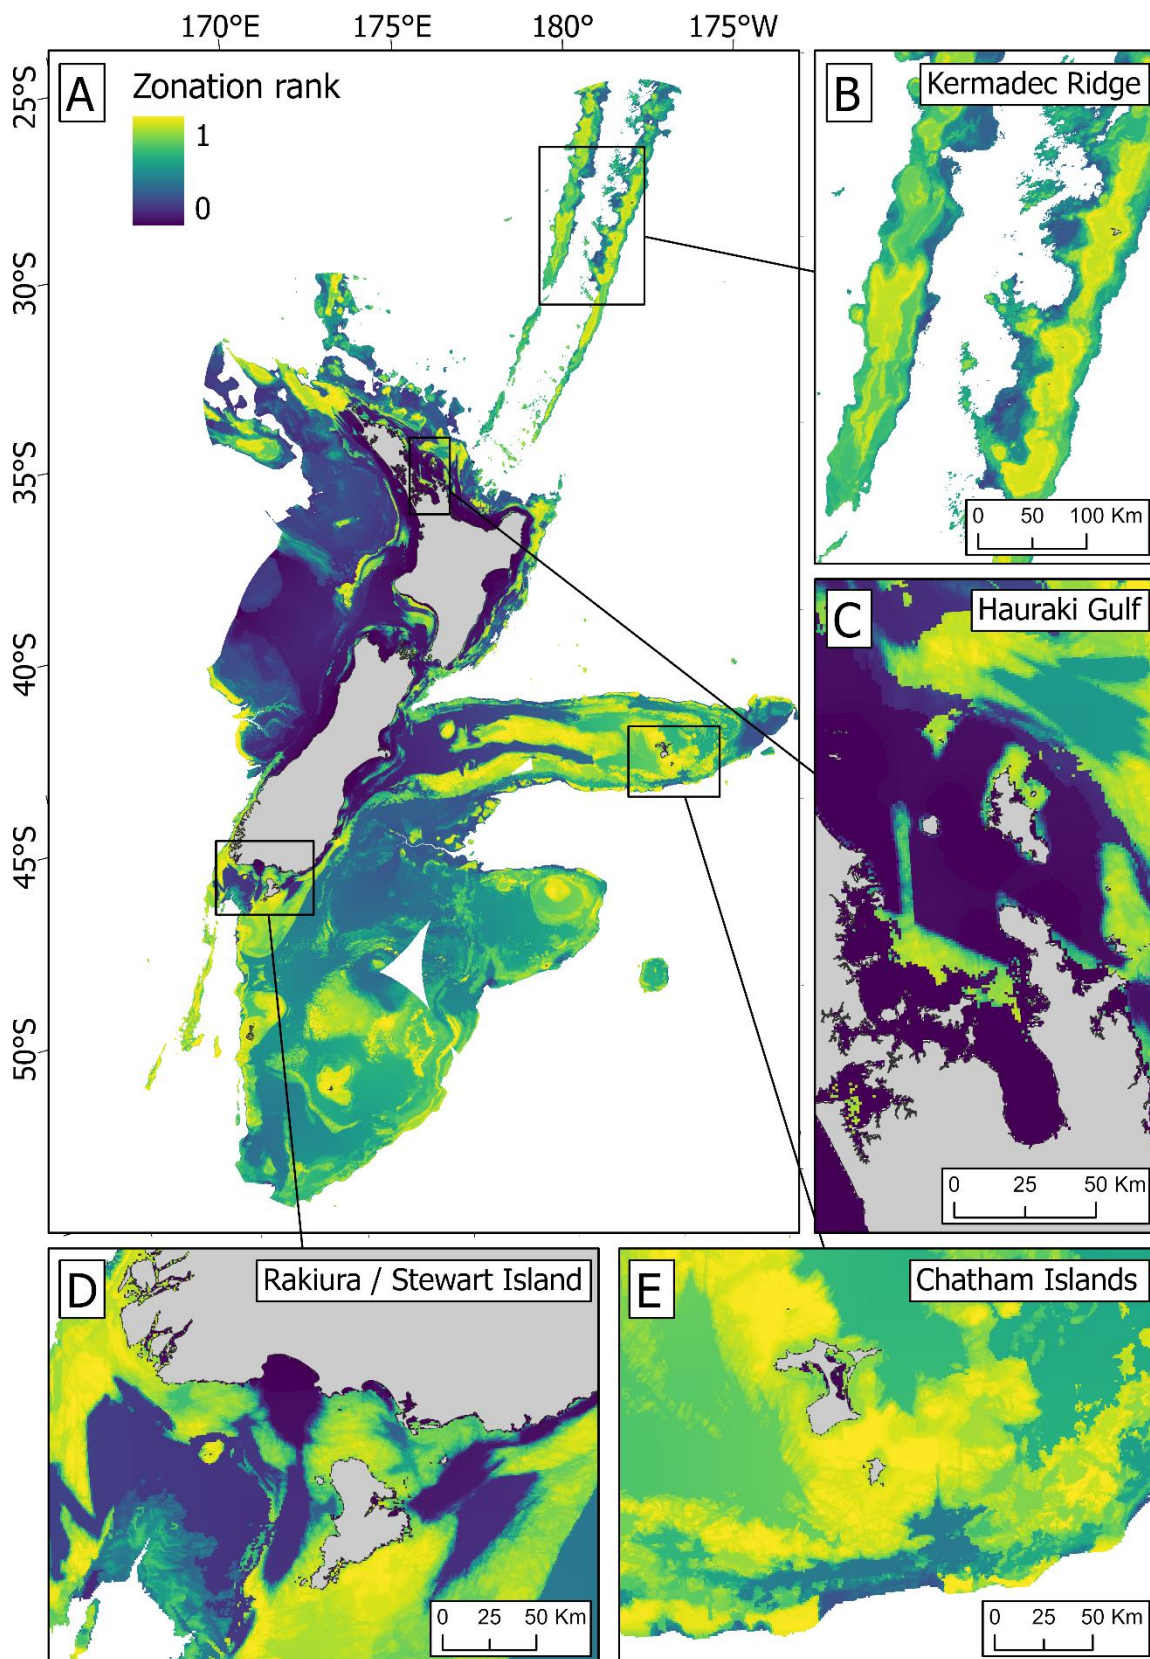 170°E 175°E 180° 175°W
25°S
30°S
35°S
40°S
45°S
50°S
A
Zonation rank
1
0
B
Kermadec Ridge
0 50 100 Km
C
Hauraki Gulf
0 25 50 Km
D
Rakiura / Stewart Island
0 25 50 Km
E
Chatham Islands
0 25 50 Km